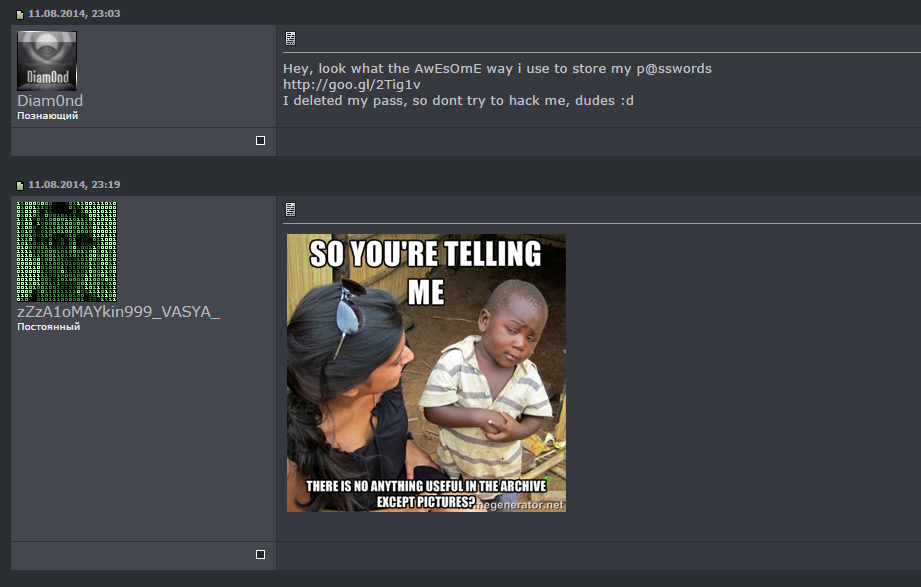 11.08.2014, 23:03
Diam0nd
Diam0nd
Познающий
Hey, look what the AwEsOmE way i use to store my p@sswords
http://goo.gl/2Tig1v
I deleted my pass, so dont try to hack me, dudes :d
11.08.2014, 23:19
zZzA1oMAYkin999_VASYA_
Постоянный
SO YOU'RE TELLING
ME
THERE IS NO ANYTHING USEFUL IN THE ARCHIVE
EXCEPT PICTURES?
megenerator.net